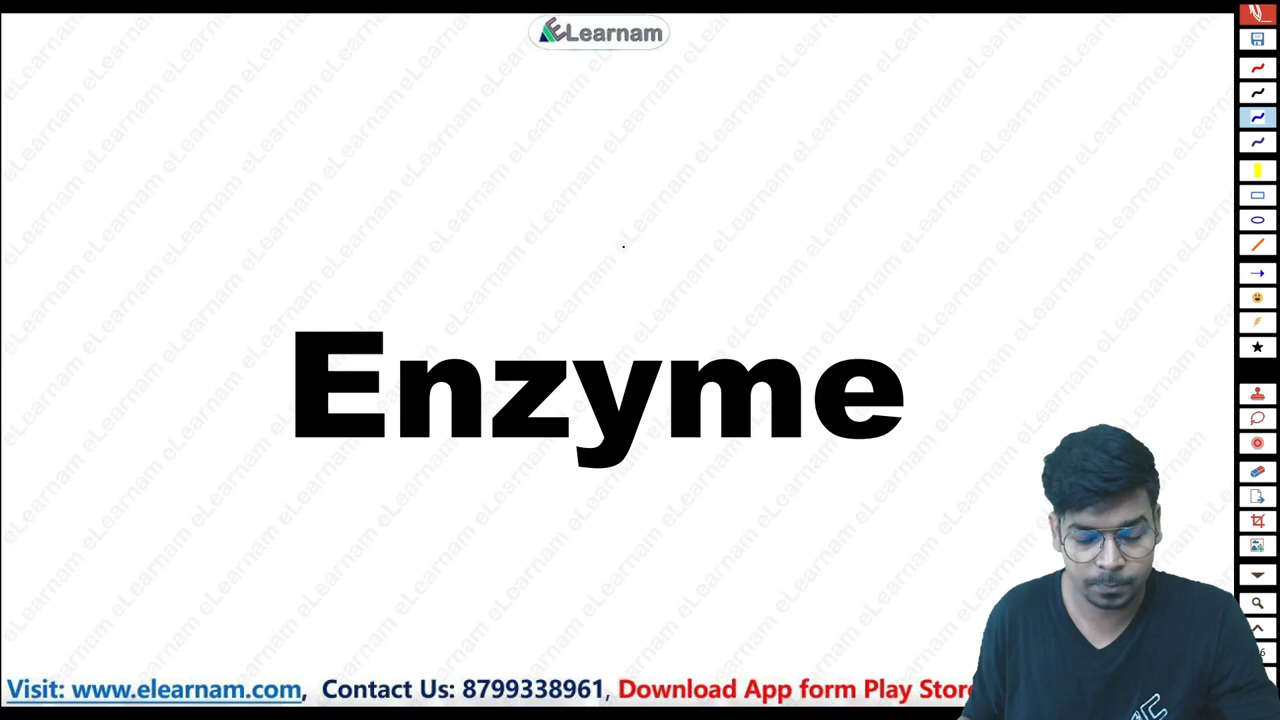 ELearnam
Enzyme
Visit: www.elearnam.com, Contact Us: 8799338961, Download App form Play Store